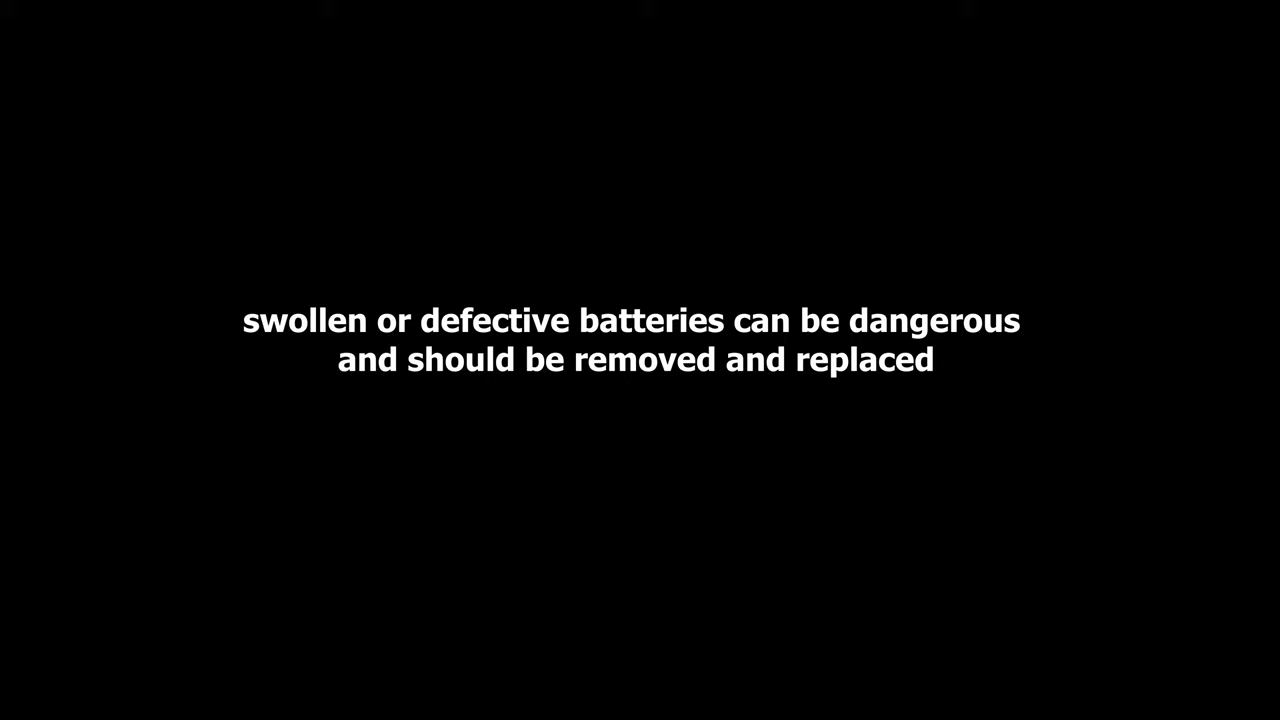 swollen or defective batteries can be dangerous
and should be removed and replaced